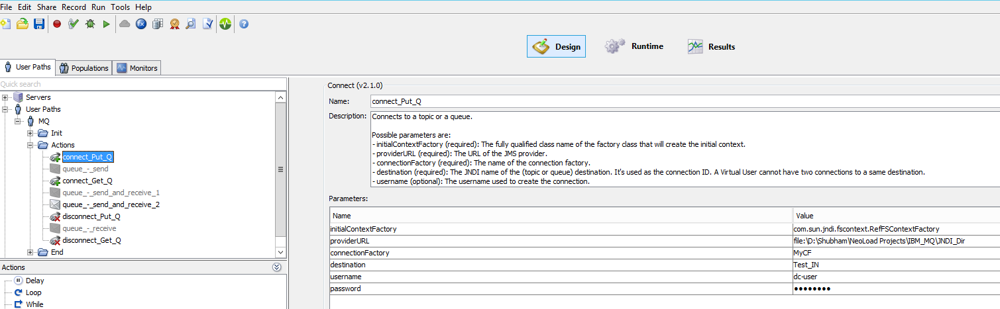 File Edit Share Record Run Tools Help
Design Runtime Results
User Paths Populations Monitors
Quick search
Servers
User Paths
MQ
Init
Actions
connect_Put_Q
queue_-_send
connect_Get_Q
queue_-_send_and_receive_1
queue_-_send_and_receive_2
disconnect_Put_Q
queue_-_receive
disconnect_Get_Q
End
Actions
Delay
Loop
While
Connect (v2.1.0)
Name: connect_Put_Q
Description: Connects to a topic or a queue.
Possible parameters are:
- initialContextFactory (required): The fully qualified class name of the factory class that will create the initial context.
- providerURL (required): The URL of the JMS provider.
- connectionFactory (required): The name of the connection factory.
- destination (required): The JNDI name of the (topic or queue) destination. It's used as the connection ID. A Virtual User cannot have two connections to a same destination.
- username (optional): The username used to create the connection.
Parameters:
Name Value
initialContextFactory com.sun.jndi.fscontext.RefFSContextFactory
providerURL file:\D:\Shubham\NeoLoad Projects\IBM_MQ\JNDI_Dir
connectionFactory MyCF
destination Test_IN
username dc-user
password ●●●●●●●●